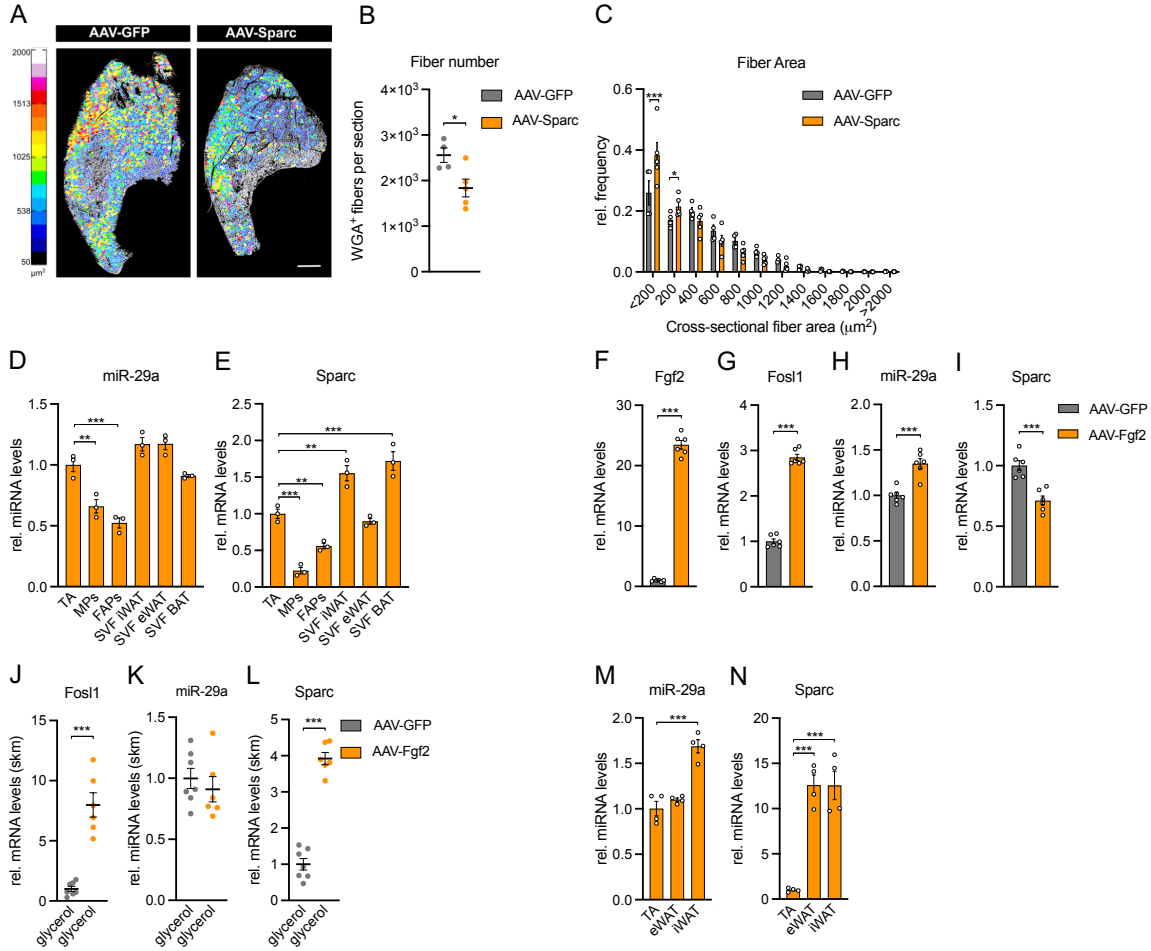 A
AAV-GFP
AAV-Sparc
2000
1513
1025
538
50
µm²
B
Fiber number
AAV-GFP
AAV-Sparc
WGA⁺ fibers per section
4×10³
3×10³
2×10³
1×10³
0
*
C
Fiber Area
AAV-GFP
AAV-Sparc
rel. frequency
0.6
0.4
0.2
0.0
***
*
<200
200
400
600
800
1000
1200
1400
1600
1800
2000
>2000
Cross-sectional fiber area (µm²)
D
miR-29a
rel. miRNA levels
1.5
1.0
0.5
0.0
***
**
TA
MPs
FAPs
SVF iWAT
SVF eWAT
SVF BAT
E
Sparc
rel. mRNA levels
2.5
2.0
1.5
1.0
0.5
0.0
***
**
**
***
TA
MPs
FAPs
SVF iWAT
SVF eWAT
SVF BAT
F
Fgf2
rel. mRNA levels
30
20
10
0
***
G
Fosl1
rel. mRNA levels
4
3
2
1
0
***
H
miR-29a
rel. miRNA levels
2.0
1.5
1.0
0.5
0.0
***
I
Sparc
rel. mRNA levels
1.5
1.0
0.5
0.0
***
AAV-GFP
AAV-Fgf2
J
Fosl1
rel. mRNA levels (skm)
15
10
5
0
***
glycerol
glycerol
K
miR-29a
rel. miRNA levels (skm)
1.5
1.0
0.5
0.0
glycerol
glycerol
L
Sparc
rel. mRNA levels (skm)
5
4
3
2
1
0
***
glycerol
glycerol
AAV-GFP
AAV-Fgf2
M
miR-29a
rel. miRNA levels
2.0
1.5
1.0
0.5
0.0
***
TA
eWAT
iWAT
N
Sparc
rel. miRNA levels
20
15
10
5
0
***
***
TA
eWAT
iWAT